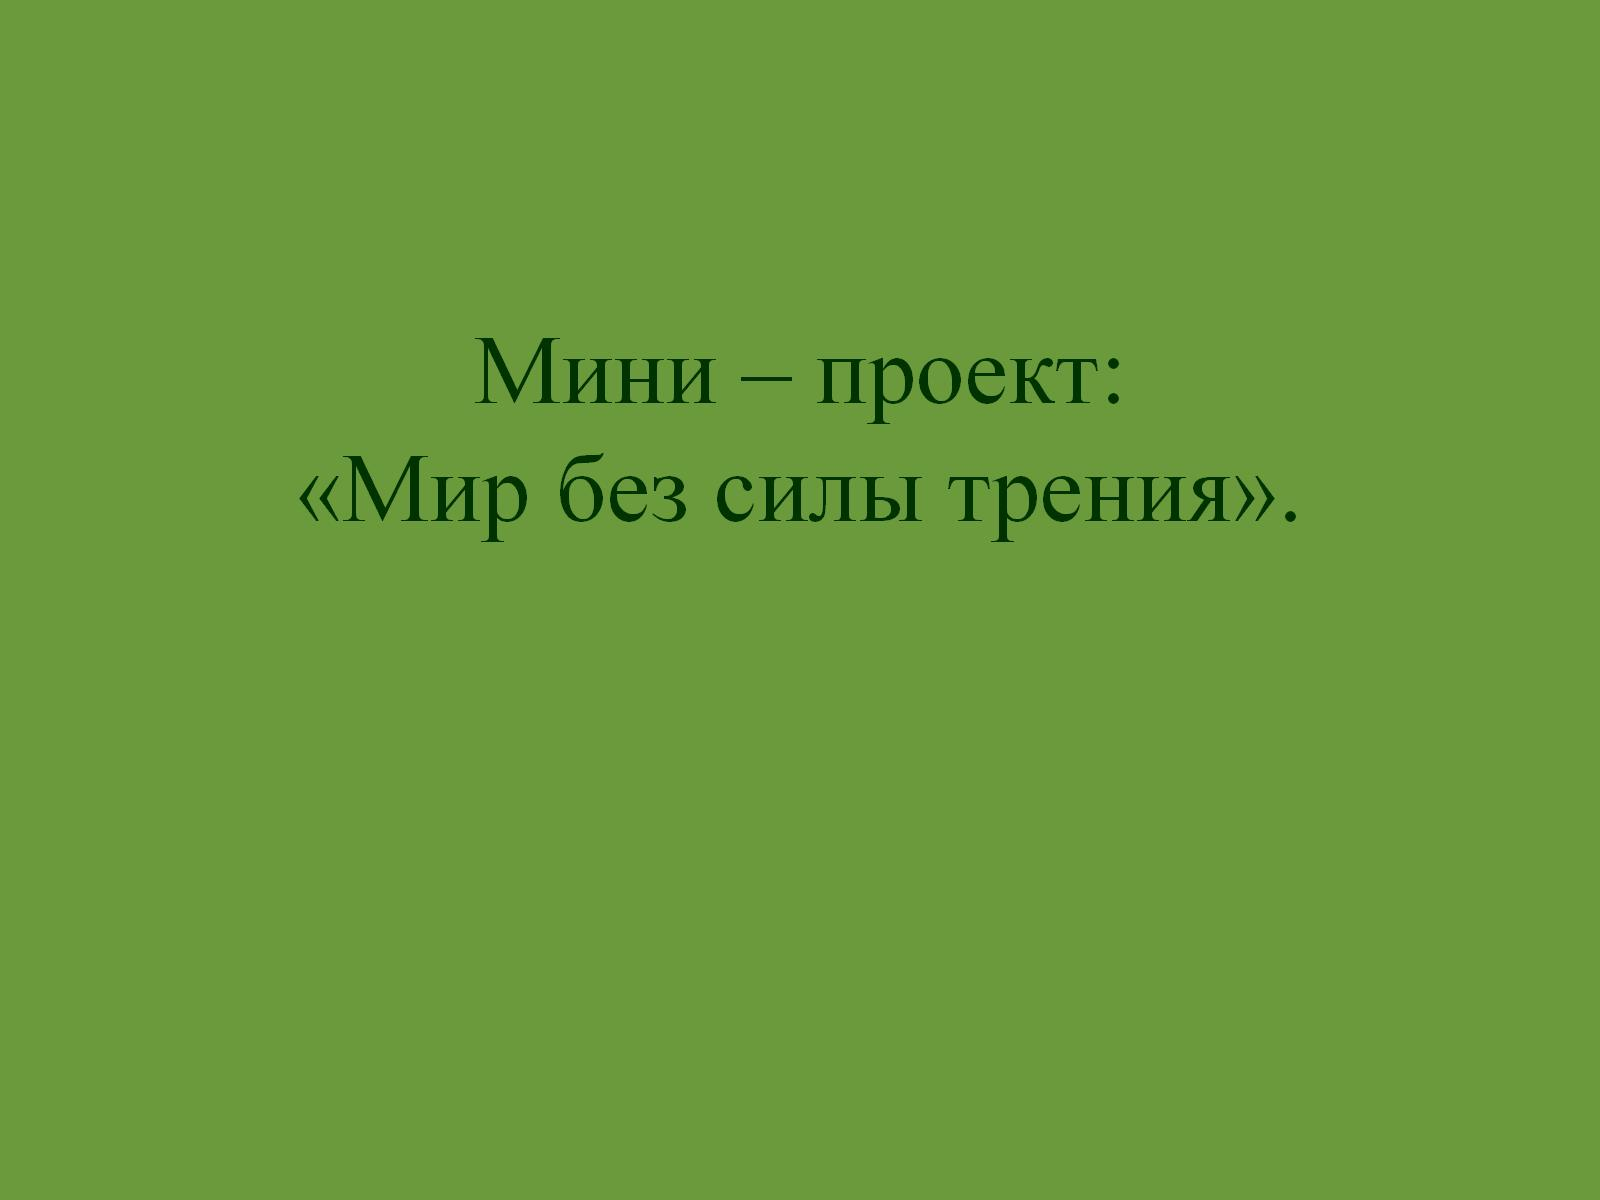 Мини – проект:
«Мир без силы трения».